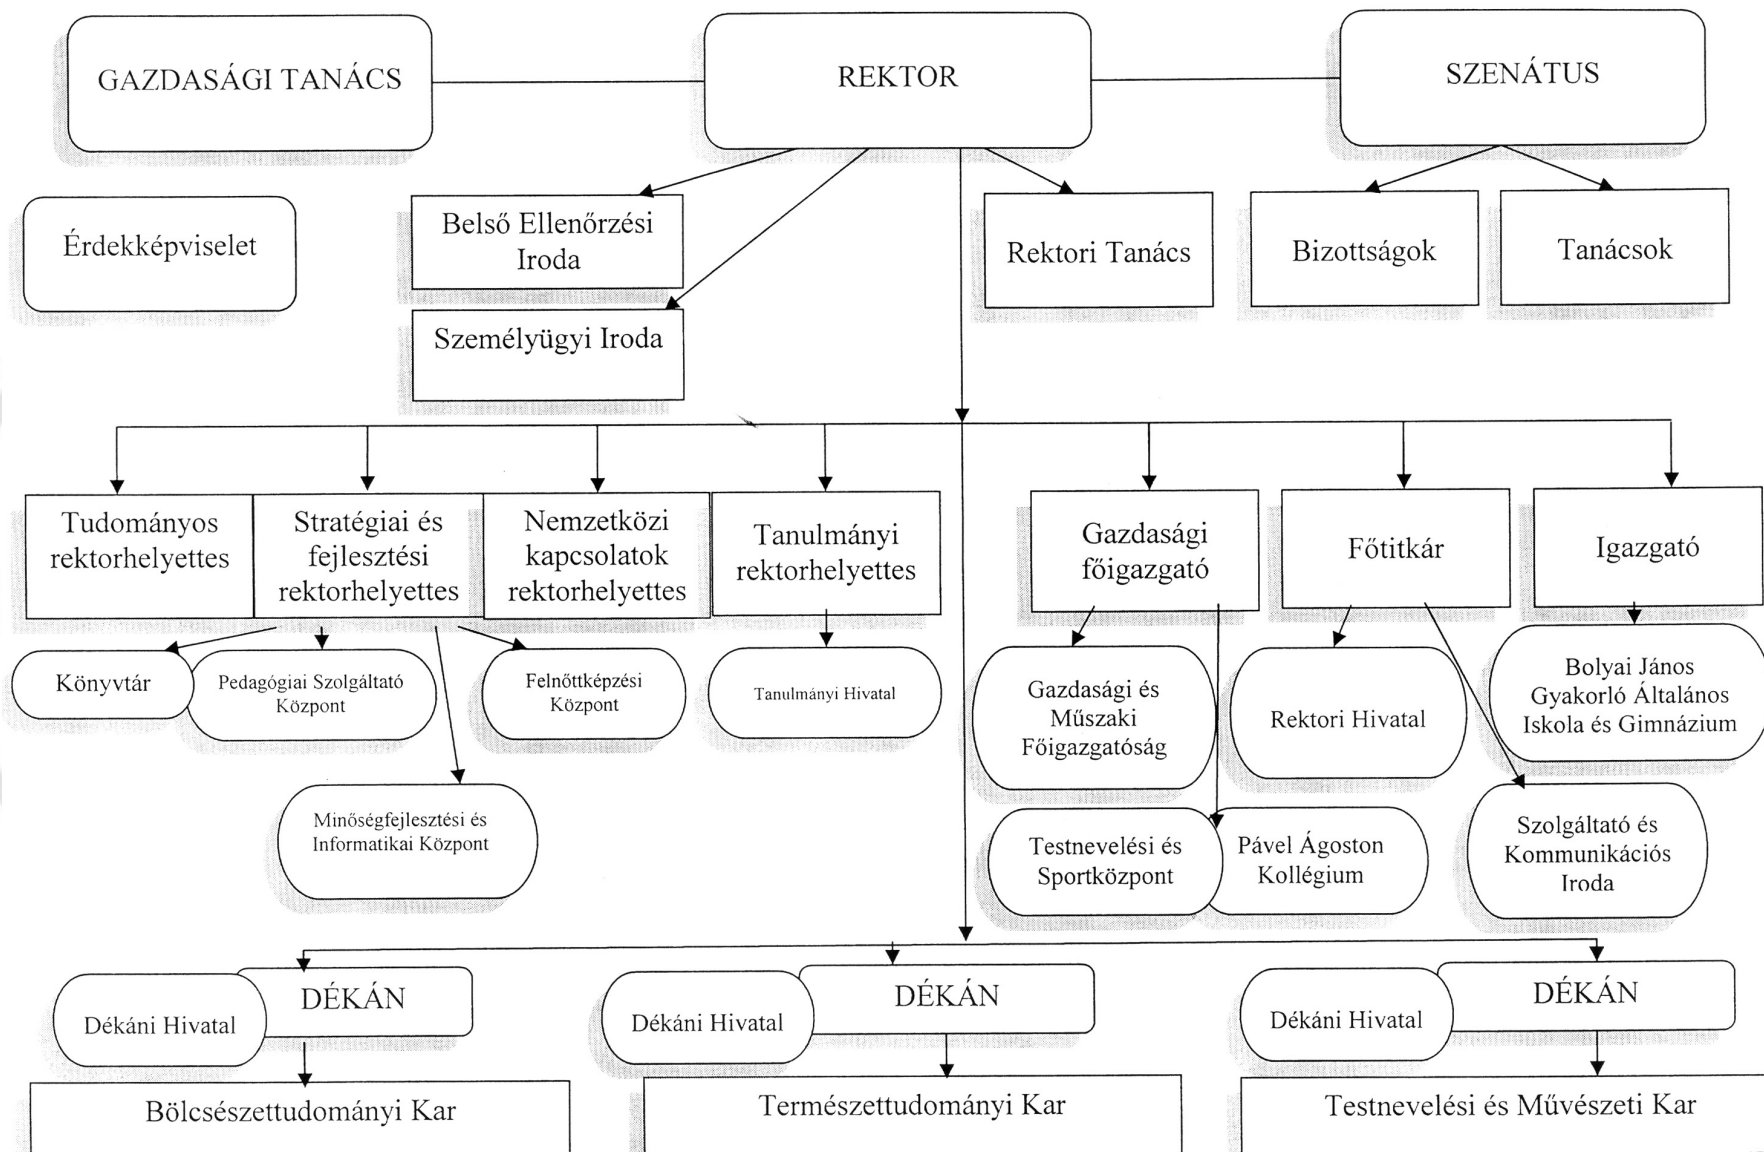 GAZDASÁGI TANÁCS
REKTOR
SZENÁTUS
Érdekképviselet
Belső Ellenőrzési
Iroda
Személyügyi Iroda
Rektori Tanács
Bizottságok
Tanácsok
Tudományos
rektorhelyettes
Stratégiai és
fejlesztési
rektorhelyettes
Nemzetközi
kapcsolatok
rektorhelyettes
Tanulmányi
rektorhelyettes
Gazdasági
főigazgató
Főtitkár
Igazgató
Könyvtár
Pedagógiai Szolgáltató
Központ
Felnőttképzési
Központ
Tanulmányi Hivatal
Gazdasági és
Műszaki
Főigazgatóság
Rektori Hivatal
Bolyai János
Gyakorló Általános
Iskola és Gimnázium
Minőségfejlesztési és
Informatikai Központ
Testnevelési és
Sportközpont
Pável Ágoston
Kollégium
Szolgáltató és
Kommunikációs
Iroda
Dékáni Hivatal
DÉKÁN
Dékáni Hivatal
DÉKÁN
Dékáni Hivatal
DÉKÁN
Bölcsészettudományi Kar
Természettudományi Kar
Testnevelési és Művészeti Kar